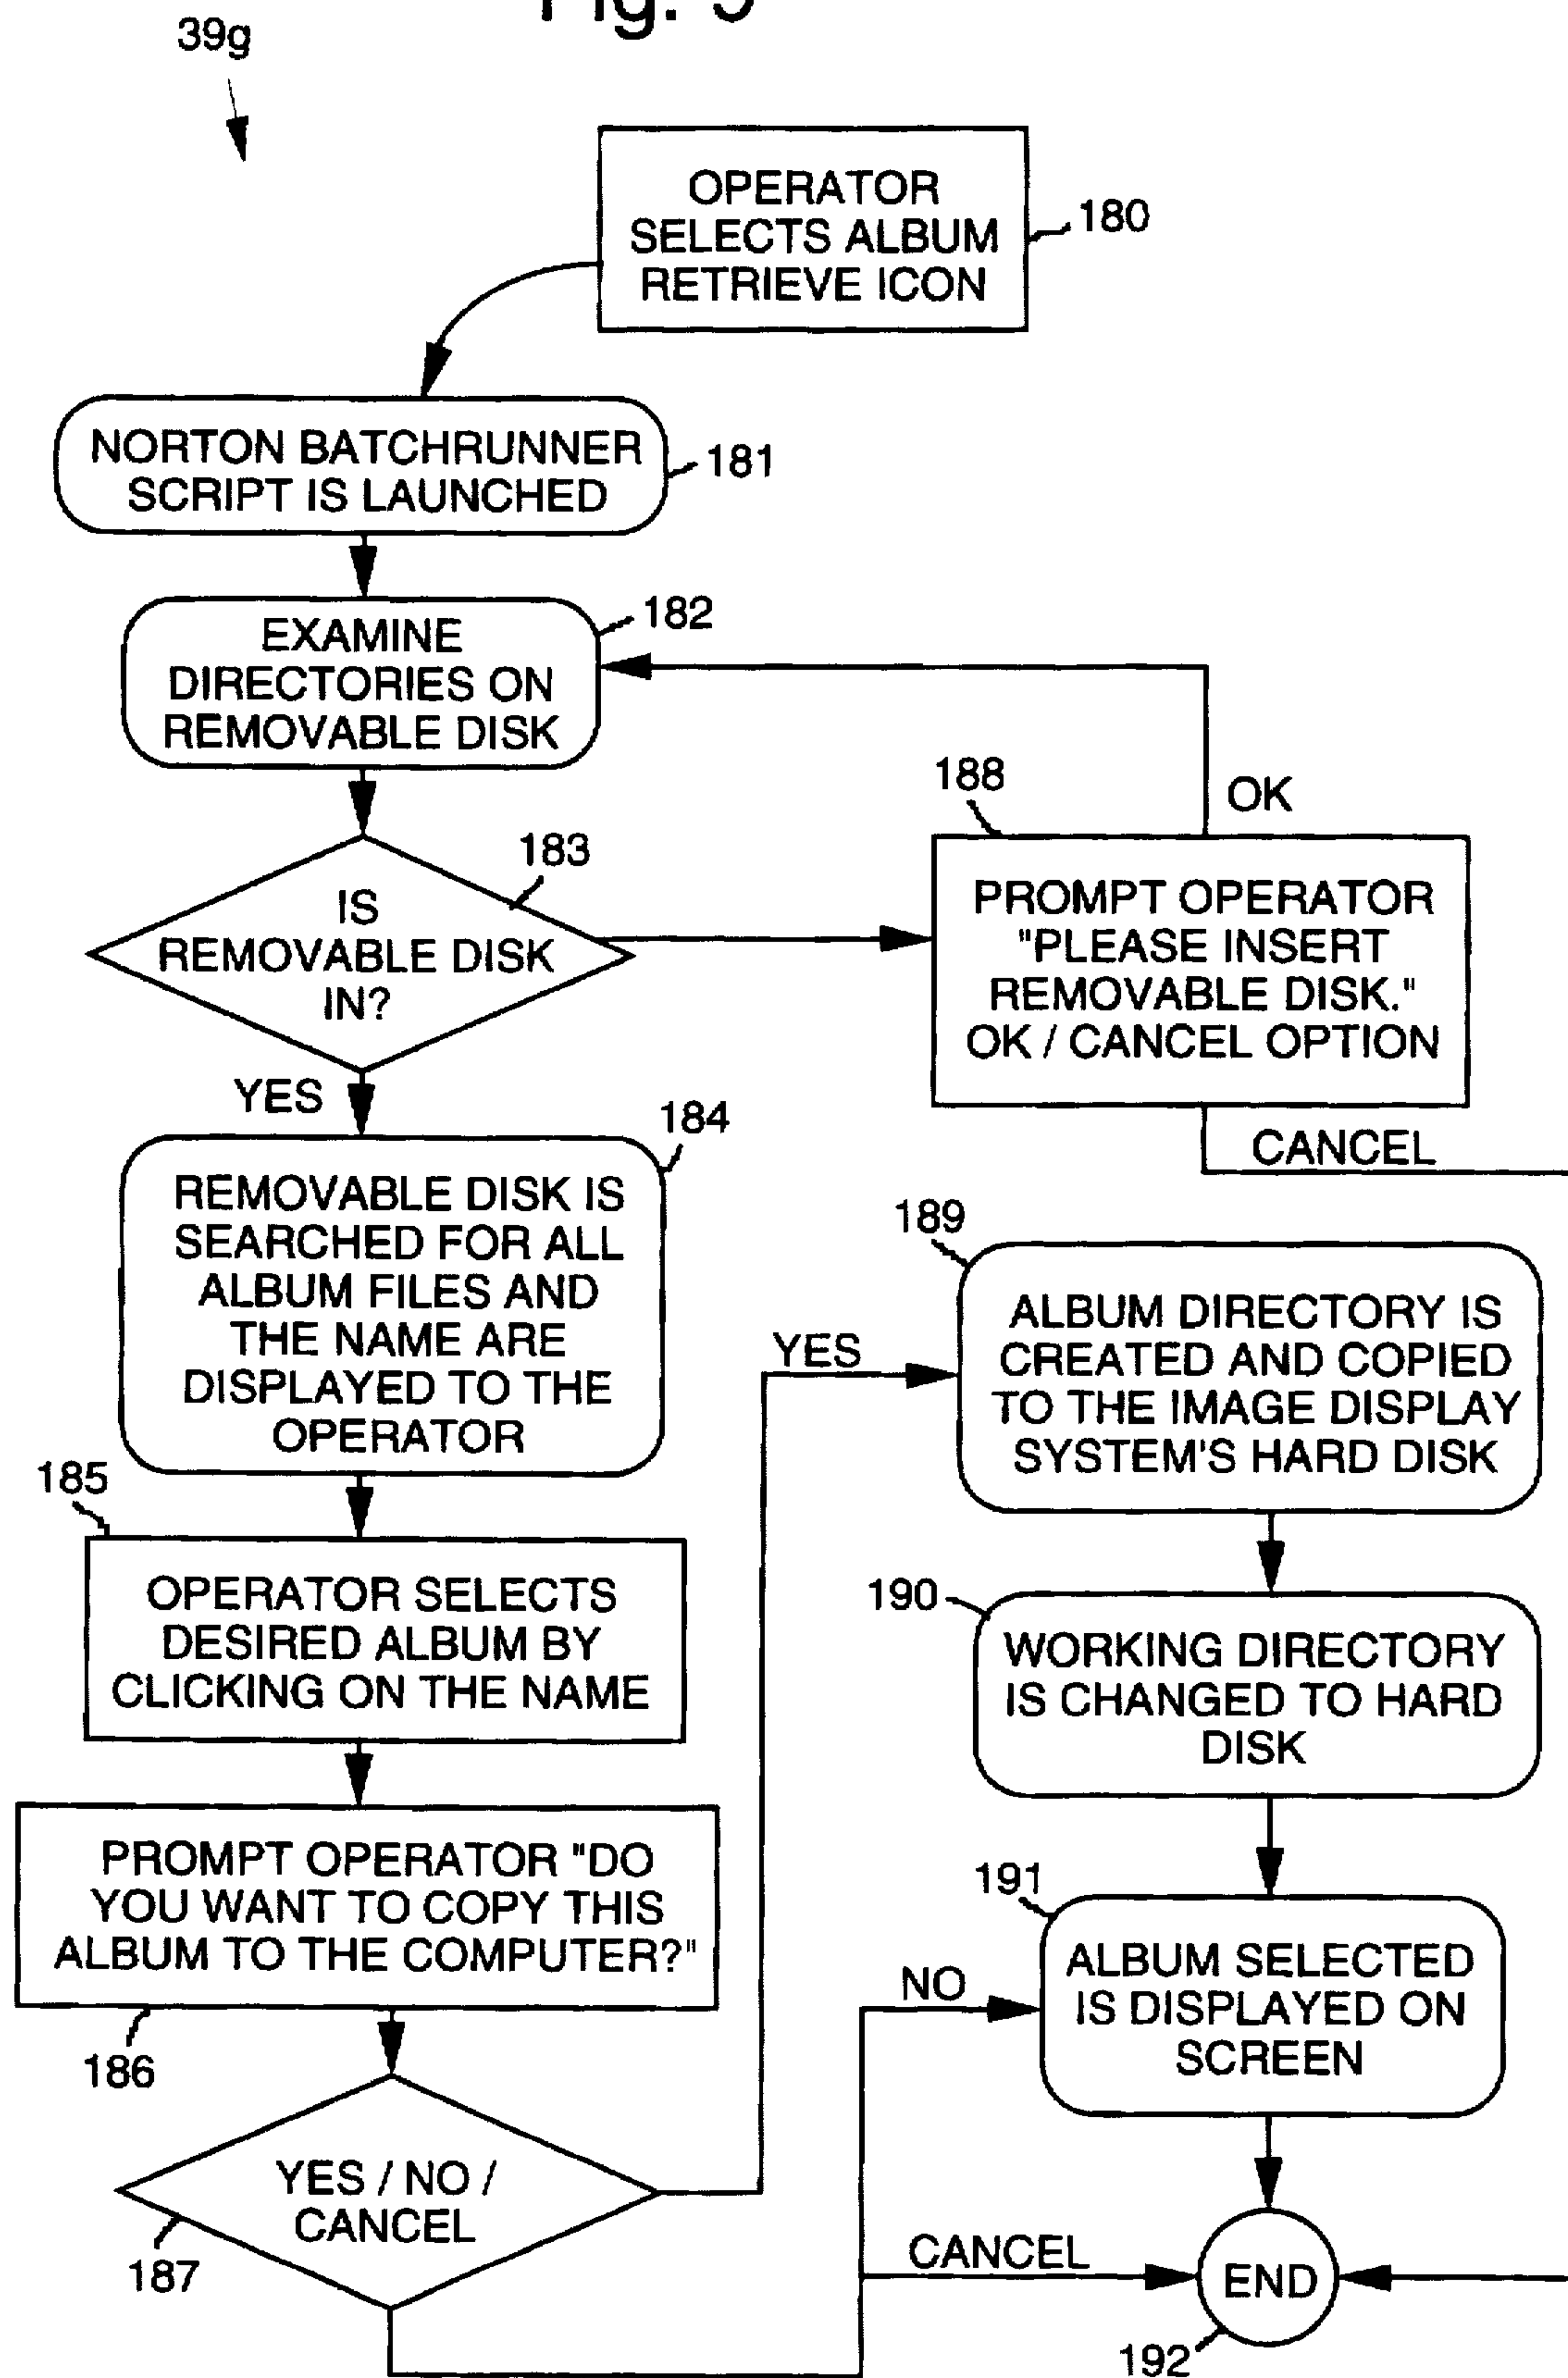 39g
OPERATOR
SELECTS ALBUM
RETRIEVE ICON
180
NORTON BATCHRUNNER
SCRIPT IS LAUNCHED
181
EXAMINE
DIRECTORIES ON
REMOVABLE DISK
182
IS
REMOVABLE DISK
IN?
183
188
OK
PROMPT OPERATOR
"PLEASE INSERT
REMOVABLE DISK."
OK / CANCEL OPTION
CANCEL
YES
184
REMOVABLE DISK IS
SEARCHED FOR ALL
ALBUM FILES AND
THE NAME ARE
DISPLAYED TO THE
OPERATOR
185
OPERATOR SELECTS
DESIRED ALBUM BY
CLICKING ON THE NAME
PROMPT OPERATOR "DO
YOU WANT TO COPY THIS
ALBUM TO THE COMPUTER?"
186
YES / NO /
CANCEL
187
YES
189
ALBUM DIRECTORY IS
CREATED AND COPIED
TO THE IMAGE DISPLAY
SYSTEM'S HARD DISK
190
WORKING DIRECTORY
IS CHANGED TO HARD
DISK
191
NO
ALBUM SELECTED
IS DISPLAYED ON
SCREEN
CANCEL
END
192